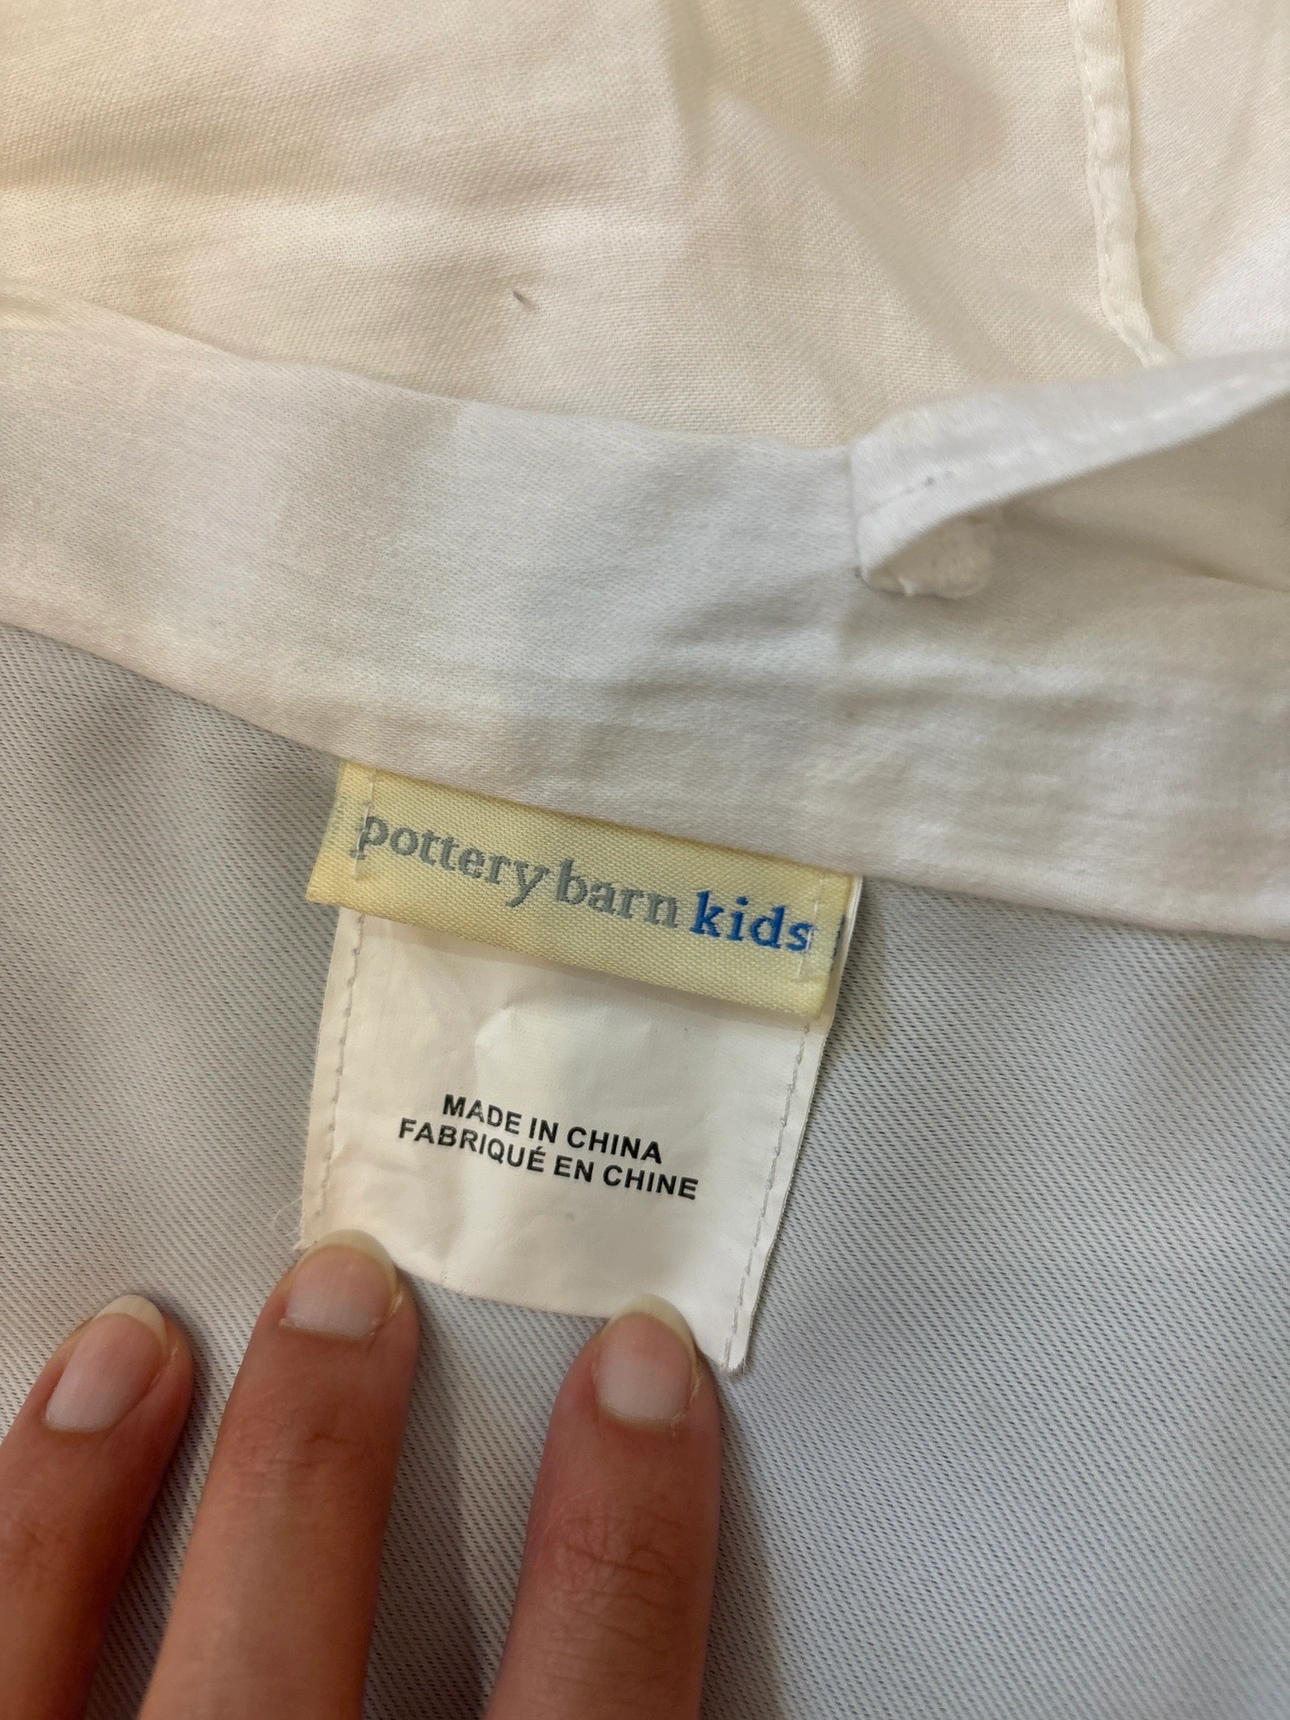 pottery barn kids
MADE IN CHINA
FABRIQUÉ EN CHINE